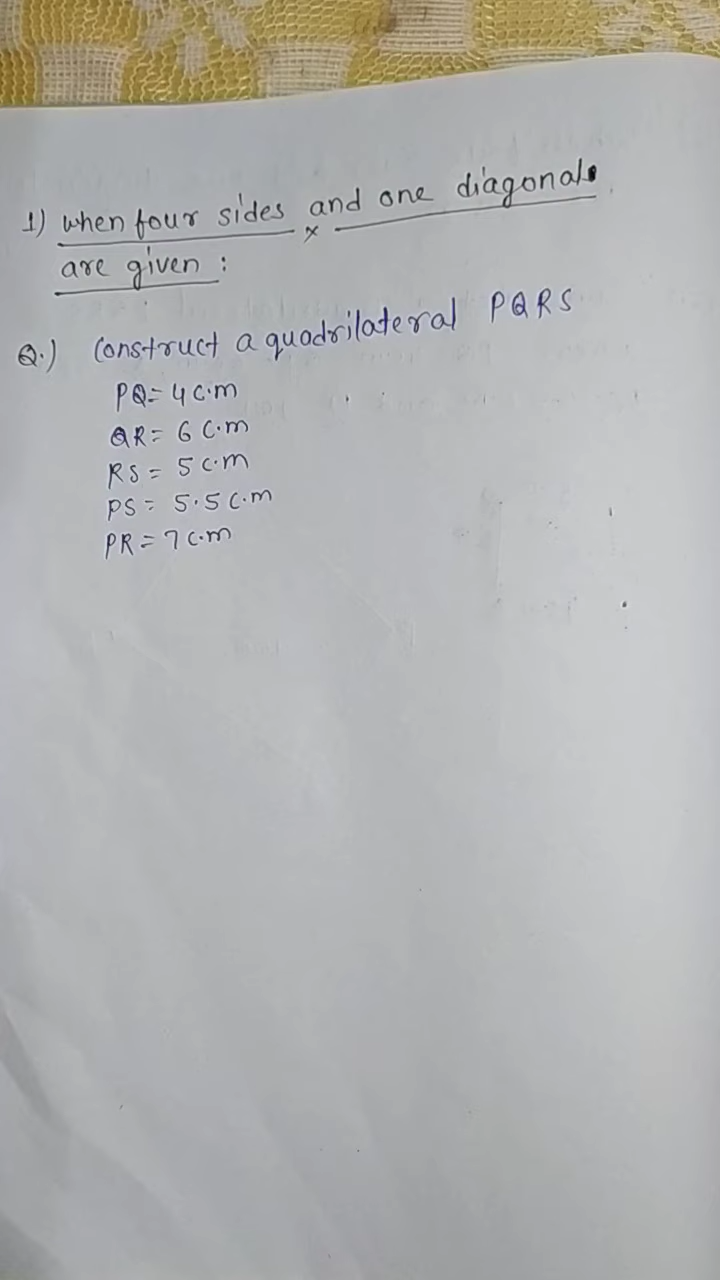 1) when four sides and one diagonal
are given :
Q.) Construct a quadrilateral PQRS
PQ = 4 c.m
QR = 6 c.m
RS = 5 c.m
PS = 5.5 c.m
PR = 7 c.m